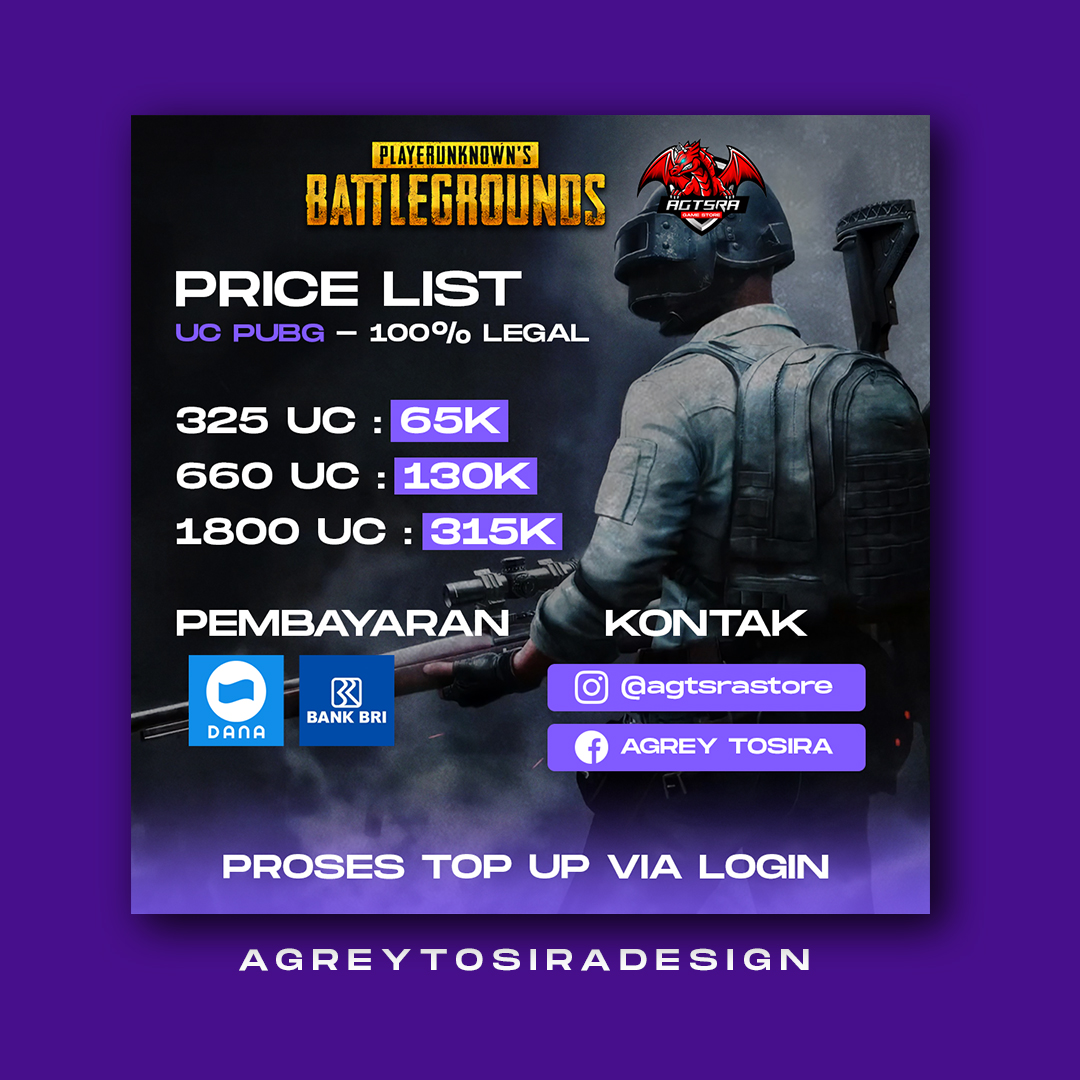 PLAYERUNKNOWN'S
BATTLEGROUNDS
AGTSRA
GAME STORE
PRICE LIST
UC PUBG – 100% LEGAL
325 UC : 65K
660 UC : 130K
1800 UC : 315K
PEMBAYARAN
DANA
BANK BRI
KONTAK
@agtsrastore
AGREY TOSIRA
PROSES TOP UP VIA LOGIN
AGREYTOSIRADESIGN